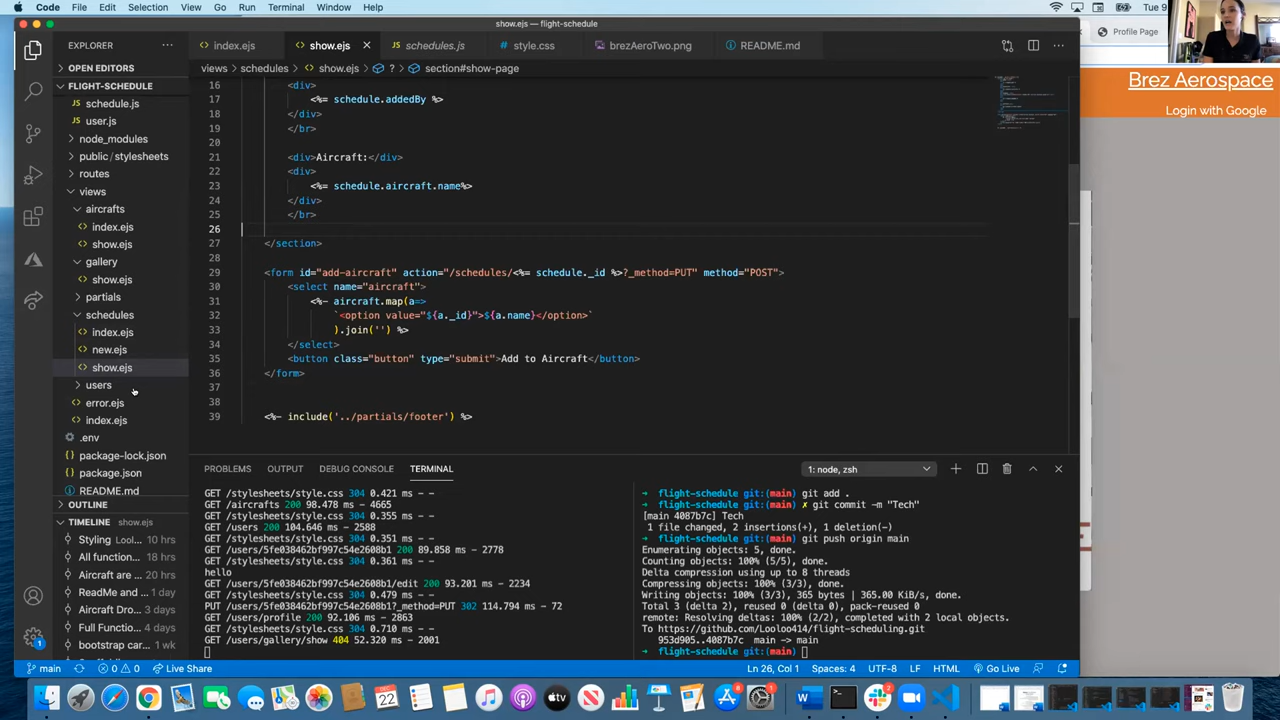 Code File Edit Selection View Go Run Terminal Window Help
Tue 9
show.ejs — flight-schedule
EXPLORER
index.ejs
show.ejs
schedules.js
style.css
brezAeroTwo.png
README.md
Profile Page
OPEN EDITORS
FLIGHT-SCHEDULE
schedule.js
user.js
node_modules
public/stylesheets
routes
views
aircrafts
index.ejs
show.ejs
gallery
show.ejs
partials
schedules
index.ejs
new.ejs
show.ejs
users
error.ejs
index.ejs
.env
package-lock.json
package.json
README.md
OUTLINE
TIMELINE show.ejs
Styling Lool... 10 hrs
All function... 18 hrs
Aircraft are ... 20 hrs
ReadMe and ... 1 day
Aircraft Dro... 3 days
Full Functio... 4 days
bootstrap car... 1 wk
views > schedules > show.ejs > section#show-page
16 <div>
17 <%= schedule.addedBy %>
18 </div>
19 </br>
20
21 <div>Aircraft:</div>
22 <div>
23 <%= schedule.aircraft.name%>
24 </div>
25 </br>
26
27 </section>
28
29 <form id="add-aircraft" action="/schedules/<%= schedule._id %>?_method=PUT" method="POST">
30 <select name="aircraft">
31 <%- aircraft.map(a=>
32 `<option value="${a._id}">${a.name}</option>`
33 ).join('') %>
34 </select>
35 <button class="button" type="submit">Add to Aircraft</button>
36 </form>
37
38
39 <%- include('../partials/footer') %>
PROBLEMS OUTPUT DEBUG CONSOLE TERMINAL
1: node, zsh
GET /stylesheets/style.css 304 0.421 ms - -
GET /aircrafts 200 98.478 ms - 4665
GET /stylesheets/style.css 304 0.355 ms - -
GET /users 200 104.646 ms - 2588
GET /stylesheets/style.css 304 0.361 ms - -
GET /users/5fe038462bf997c54e2608b1 200 89.858 ms - 2778
GET /stylesheets/style.css 304 0.361 ms - -
hello
GET /users/5fe038462bf997c54e2608b1/edit 200 93.201 ms - 2234
GET /stylesheets/style.css 304 0.479 ms - -
PUT /users/5fe038462bf997c54e2608b1?_method=PUT 302 114.794 ms - 72
GET /users/profile 200 92.106 ms - 2863
GET /stylesheets/style.css 304 0.710 ms - -
GET /users/gallery/show 404 52.320 ms - 2001
➜ flight-schedule git:(main) git add .
➜ flight-schedule git:(main) ✗ git commit -m "Tech"
[main 4087b7c] Tech
1 file changed, 2 insertions(+), 1 deletion(-)
➜ flight-schedule git:(main) git push origin main
Enumerating objects: 5, done.
Counting objects: 100% (5/5), done.
Delta compression using up to 8 threads
Compressing objects: 100% (3/3), done.
Writing objects: 100% (3/3), 365 bytes | 365.00 KiB/s, done.
Total 3 (delta 2), reused 0 (delta 0), pack-reused 0
remote: Resolving deltas: 100% (2/2), completed with 2 local objects.
To https://github.com/Looloo414/flight-scheduling.git
953d905..4087b7c main -> main
➜ flight-schedule git:(main)
Brez Aerospace
Login with Google
main 0 0 Live Share
Ln 26, Col 1 Spaces: 4 UTF-8 LF HTML Go Live